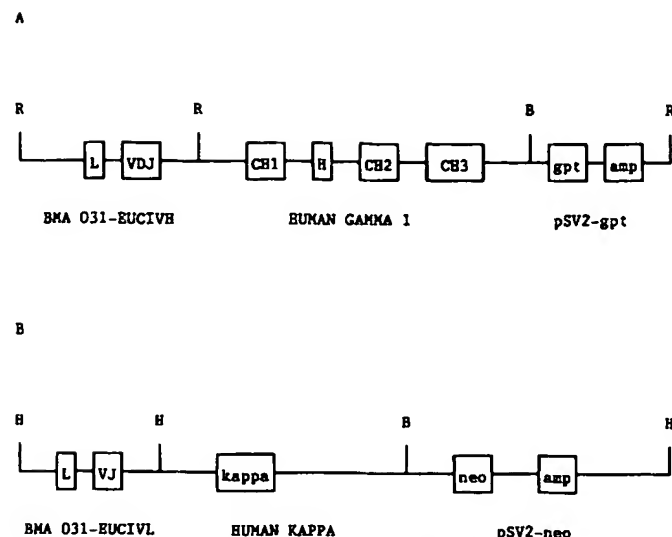 A
R R B R
L VDJ CH1 H CH2 CH3 gpt amp
BMA 031-EUCIVH HUMAN GAMMA 1 pSV2-gpt
B
H H B H
L VJ kappa neo amp
BMA 031-EUCIVL HUMAN KAPPA pSV2-neo